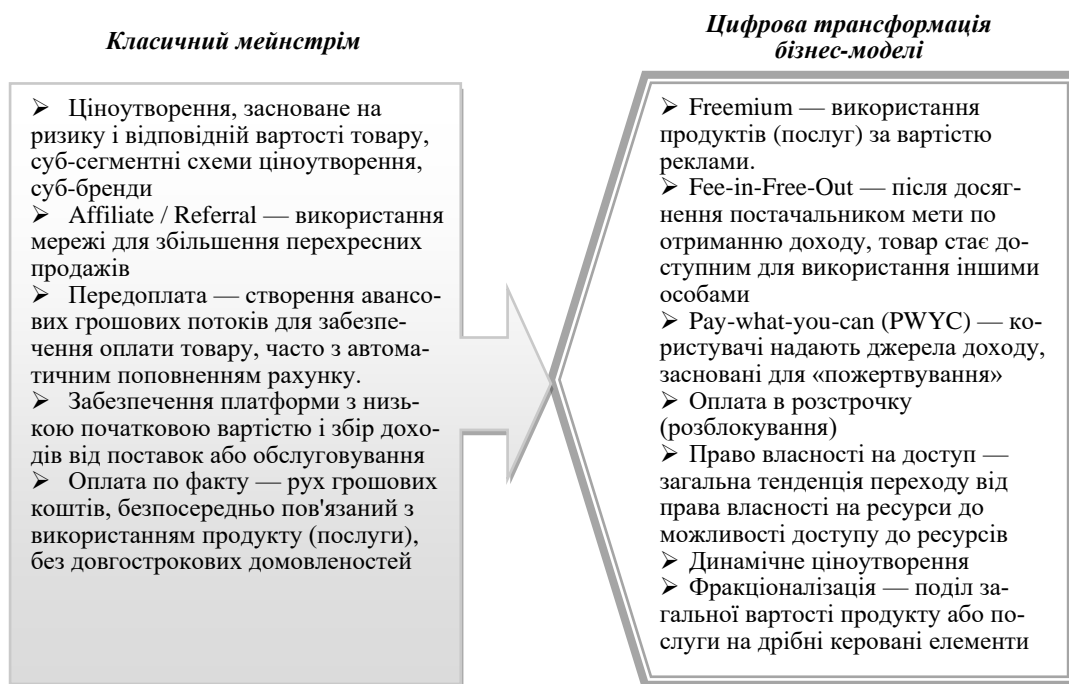 Класичний мейнстрім
➢ Ціноутворення, засноване на
ризику і відповідній вартості товару,
суб-сегментні схеми ціноутворення,
суб-бренди
➢ Affiliate / Referral — використання
мережі для збільшення перехресних
продажів
➢ Передоплата — створення авансо-
вих грошових потоків для забезпе-
чення оплати товару, часто з автома-
тичним поповненням рахунку.
➢ Забезпечення платформи з низь-
кою початковою вартістю і збір дохо-
дів від поставок або обслуговування
➢ Оплата по факту — рух грошових
коштів, безпосередньо пов'язаний з
використанням продукту (послуги),
без довгострокових домовленостей
Цифрова трансформація
бізнес-моделі
➢ Freemium — використання
продуктів (послуг) за вартістю
реклами.
➢ Fee-in-Free-Out — після досяг-
нення постачальником мети по
отриманню доходу, товар стає до-
ступним для використання іншими
особами
➢ Pay-what-you-can (PWYC) — ко-
ристувачі надають джерела доходу,
засновані для «пожертвування»
➢ Оплата в розстрочку
(розблокування)
➢ Право власності на доступ —
загальна тенденція переходу від
права власності на ресурси до
можливості доступу до ресурсів
➢ Динамічне ціноутворення
➢ Фракціоналізація — поділ за-
гальної вартості продукту або по-
слуги на дрібні керовані елементи